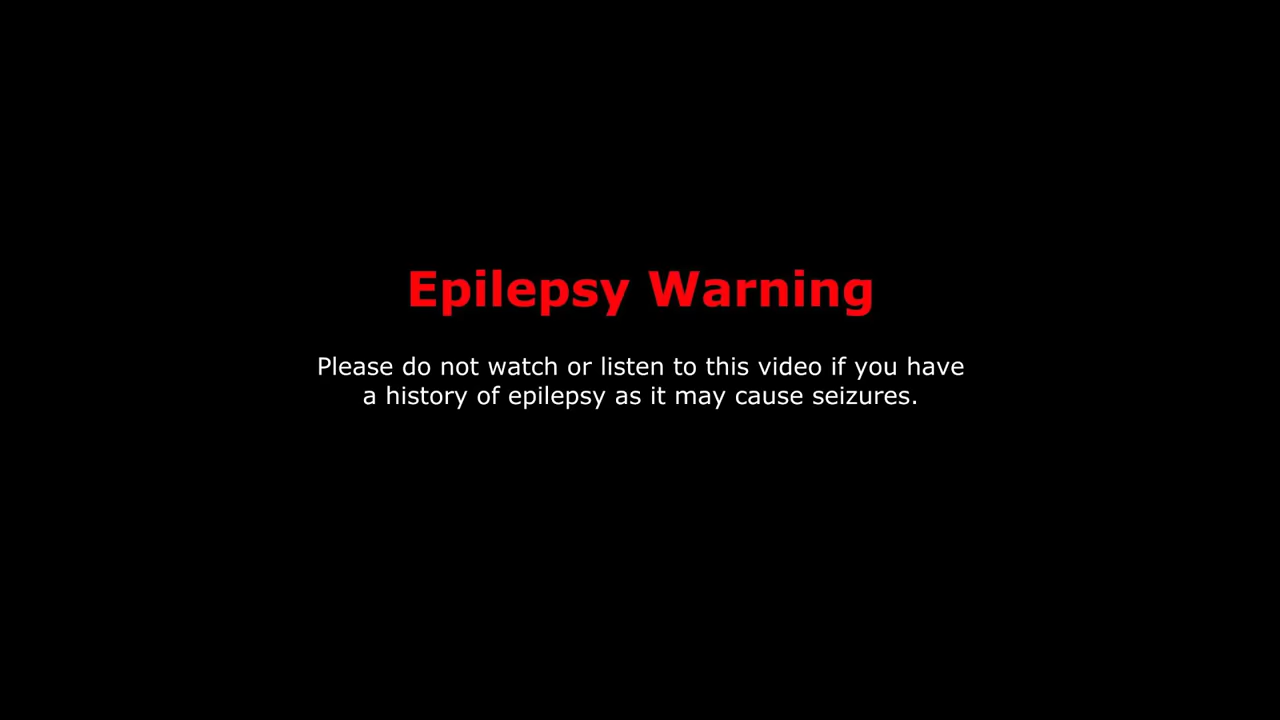 Epilepsy Warning
Please do not watch or listen to this video if you have
a history of epilepsy as it may cause seizures.